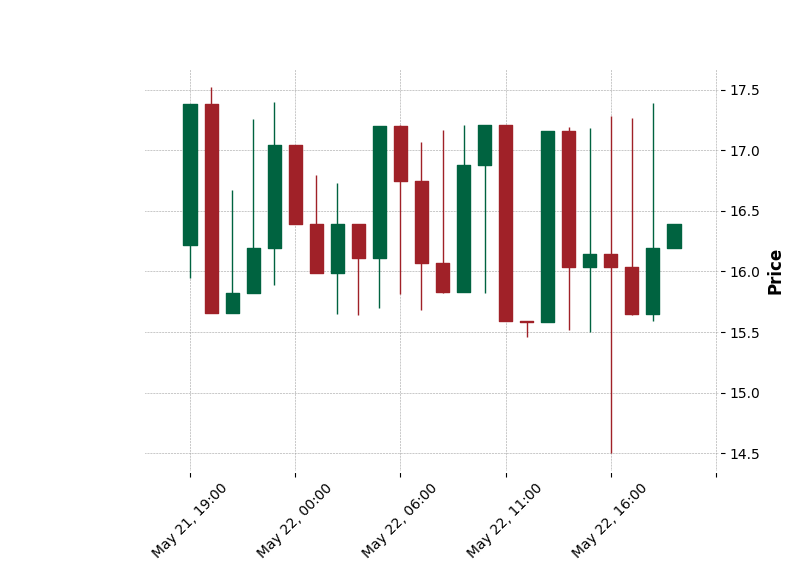 17.5
17.0
16.5
16.0
15.5
15.0
14.5
Price
May 21, 19:00
May 22, 00:00
May 22, 06:00
May 22, 11:00
May 22, 16:00